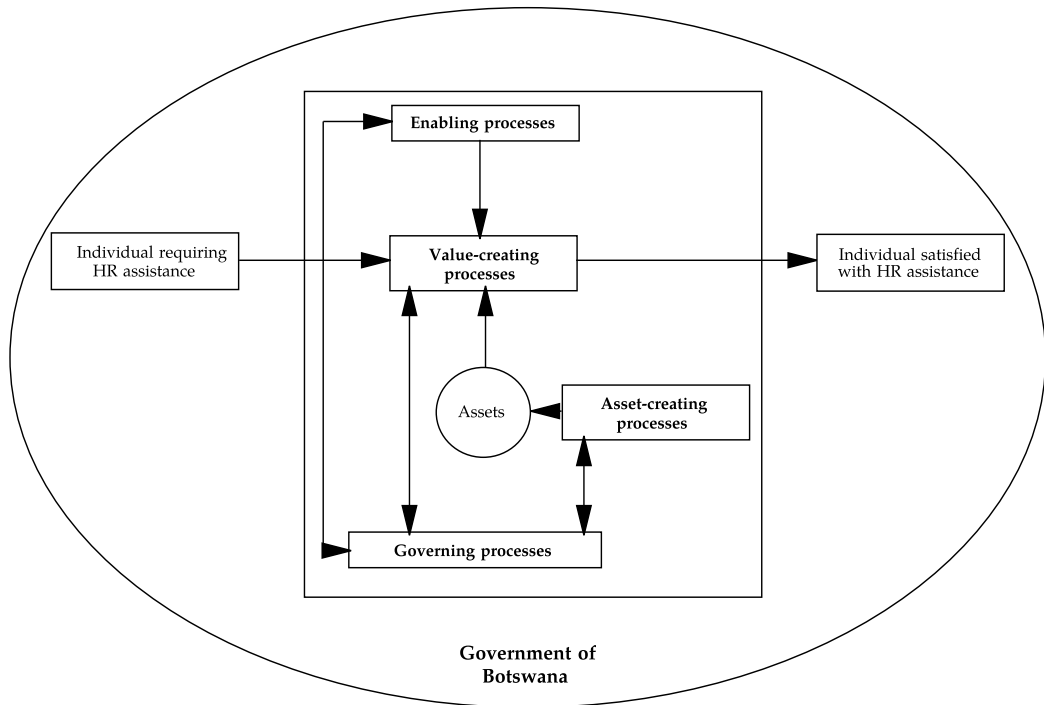 Enabling processes
Individual requiring
HR assistance
Value-creating
processes
Individual satisfied
with HR assistance
Assets
Asset-creating
processes
Governing processes
Government of
Botswana